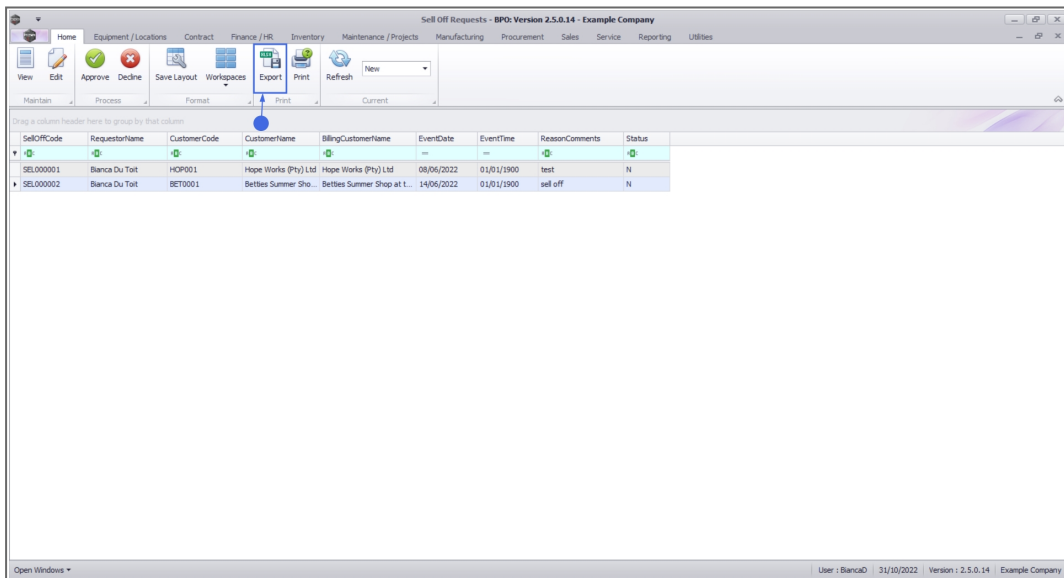 Sell Off Requests - BPO: Version 2.5.0.14 - Example Company
Home Equipment / Locations Contract Finance / HR Inventory Maintenance / Projects Manufacturing Procurement Sales Service Reporting Utilities
New
View Edit Approve Decline Save Layout Workspaces Export Print Refresh
Maintain Process Format Print Current
Drag a column header here to group by that column
SellOffCode RequestorName CustomerCode CustomerName BillingCustomerName EventDate EventTime ReasonComments Status
SEL000001 Bianca Du Toit HOP001 Hope Works (Pty) Ltd Hope Works (Pty) Ltd 08/06/2022 01/01/1900 test N
SEL000002 Bianca Du Toit BET0001 Betties Summer Sho... Betties Summer Shop at t... 14/06/2022 01/01/1900 sell off N
Open Windows User : BiancaD 31/10/2022 Version : 2.5.0.14 Example Company